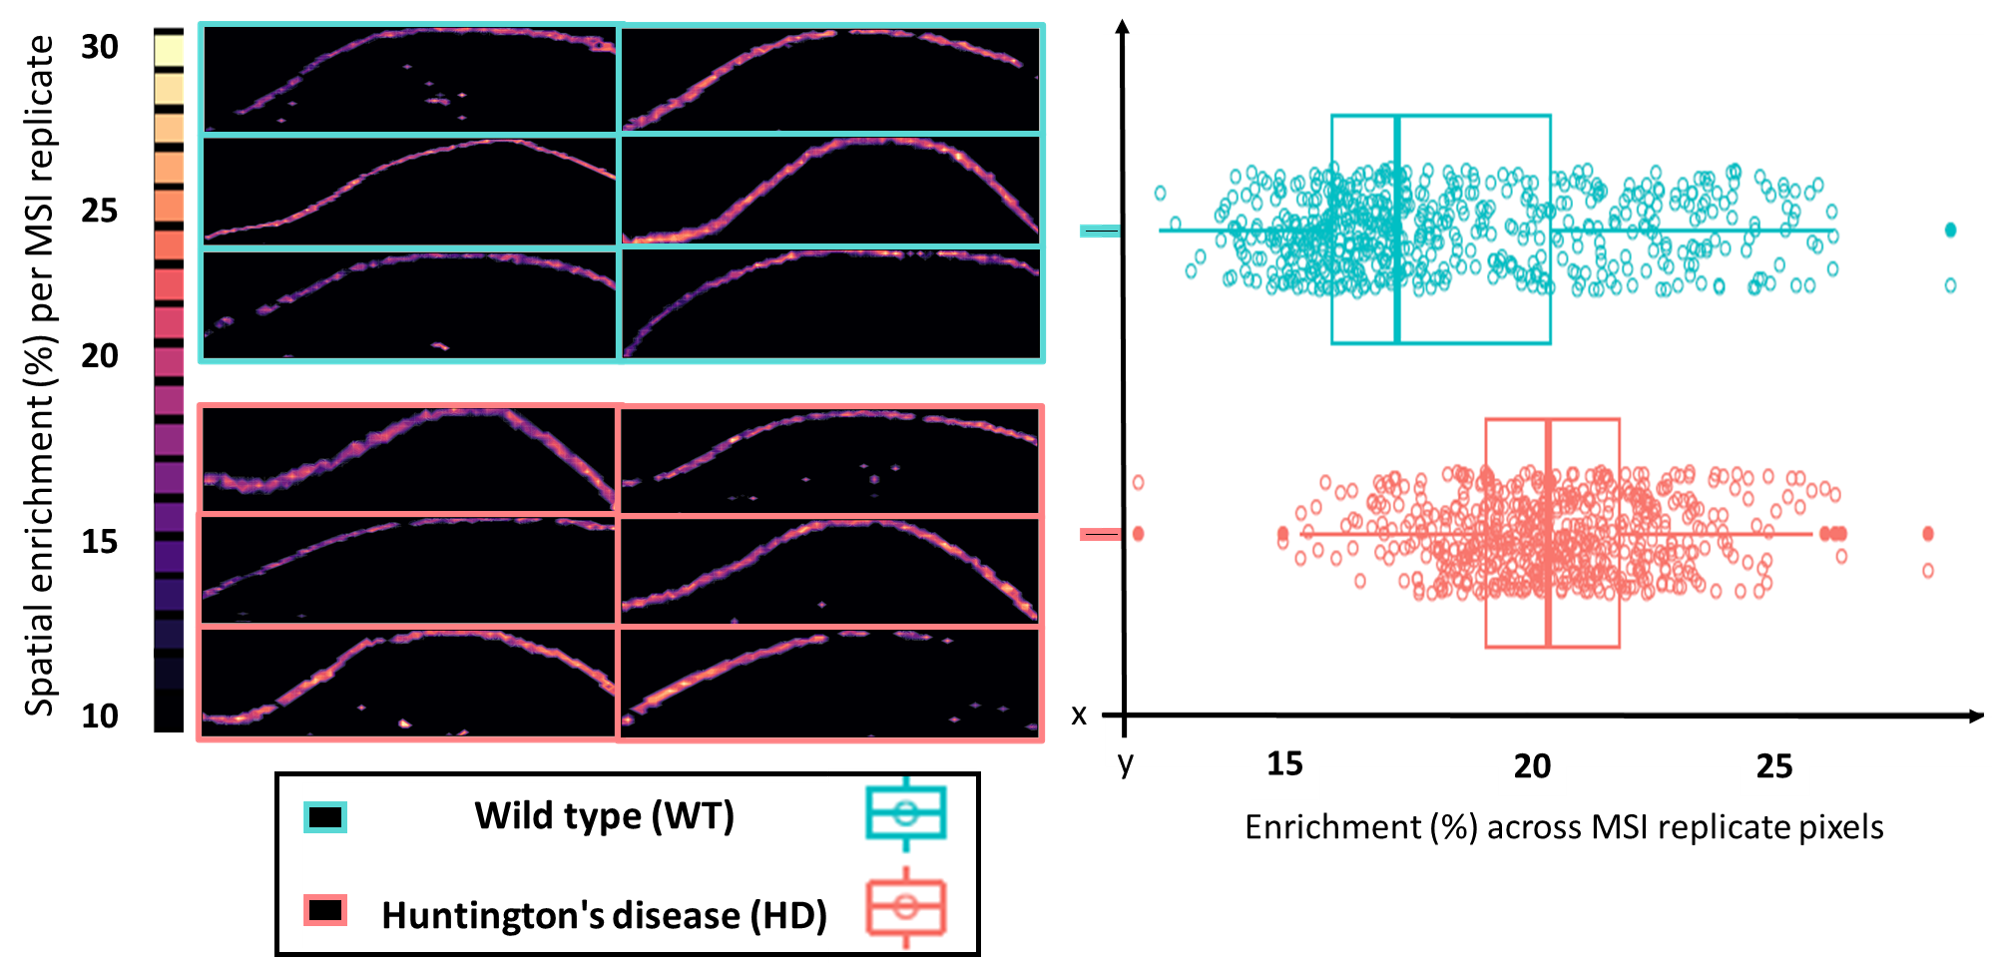 Spatial enrichment (%) per MSI replicate
30
25
20
15
10
x
y
15
20
25
Enrichment (%) across MSI replicate pixels
Wild type (WT)
Huntington's disease (HD)